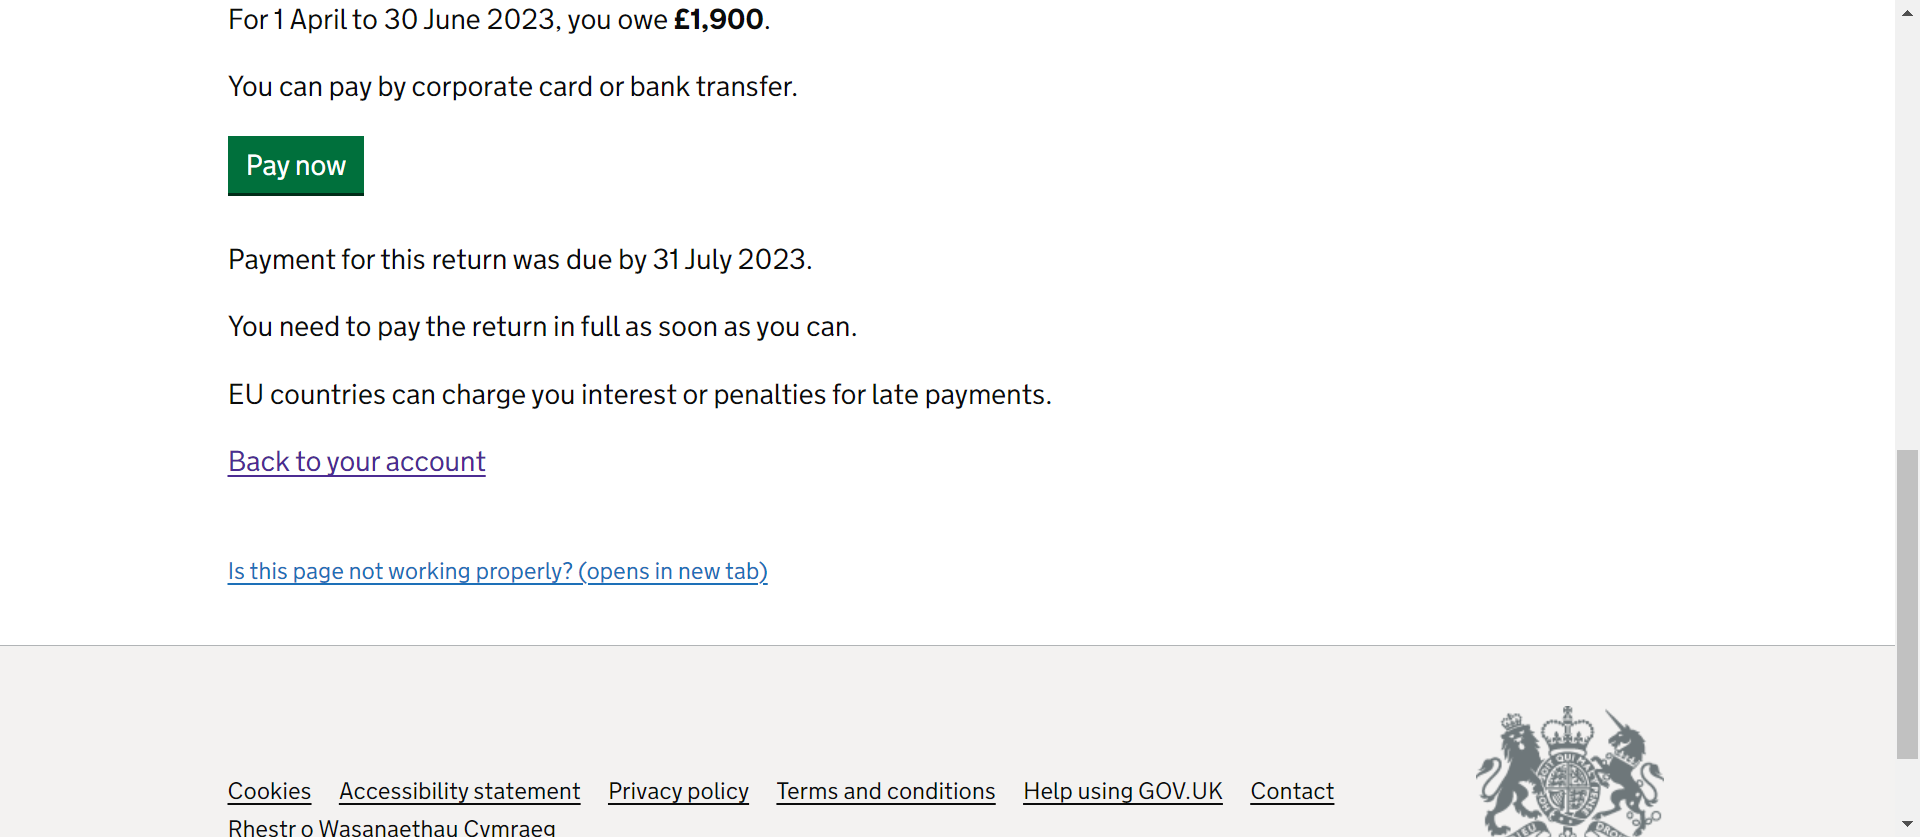 For 1 April to 30 June 2023, you owe £1,900.
You can pay by corporate card or bank transfer.
Pay now
Payment for this return was due by 31 July 2023.
You need to pay the return in full as soon as you can.
EU countries can charge you interest or penalties for late payments.
Back to your account
Is this page not working properly? (opens in new tab)
Cookies Accessibility statement Privacy policy Terms and conditions Help using GOV.UK Contact
Rhestr o Wasanaethau Cymraeg